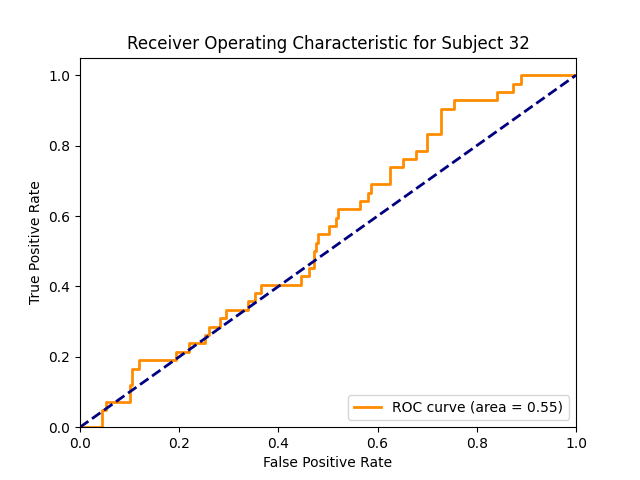 Receiver Operating Characteristic for Subject 32
True Positive Rate
1.0
0.8
0.6
0.4
0.2
0.0
ROC curve (area = 0.55)
0.0 0.2 0.4 0.6 0.8 1.0
False Positive Rate